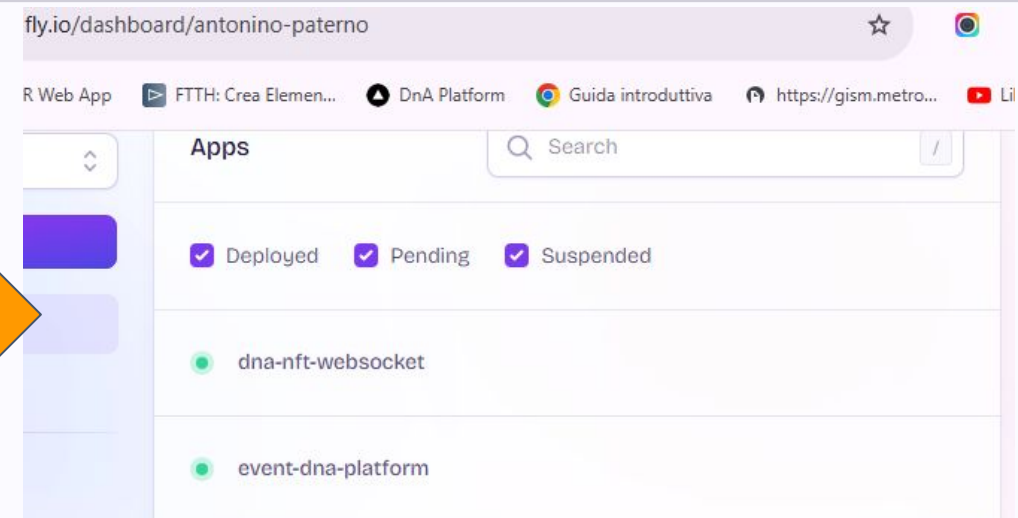 fly.io/dashboard/antonino-paterno
R Web App FTTH: Crea Elemen... DnA Platform Guida introduttiva https://gism.metro... Li
Apps Search /
Deployed Pending Suspended
dna-nft-websocket
event-dna-platform